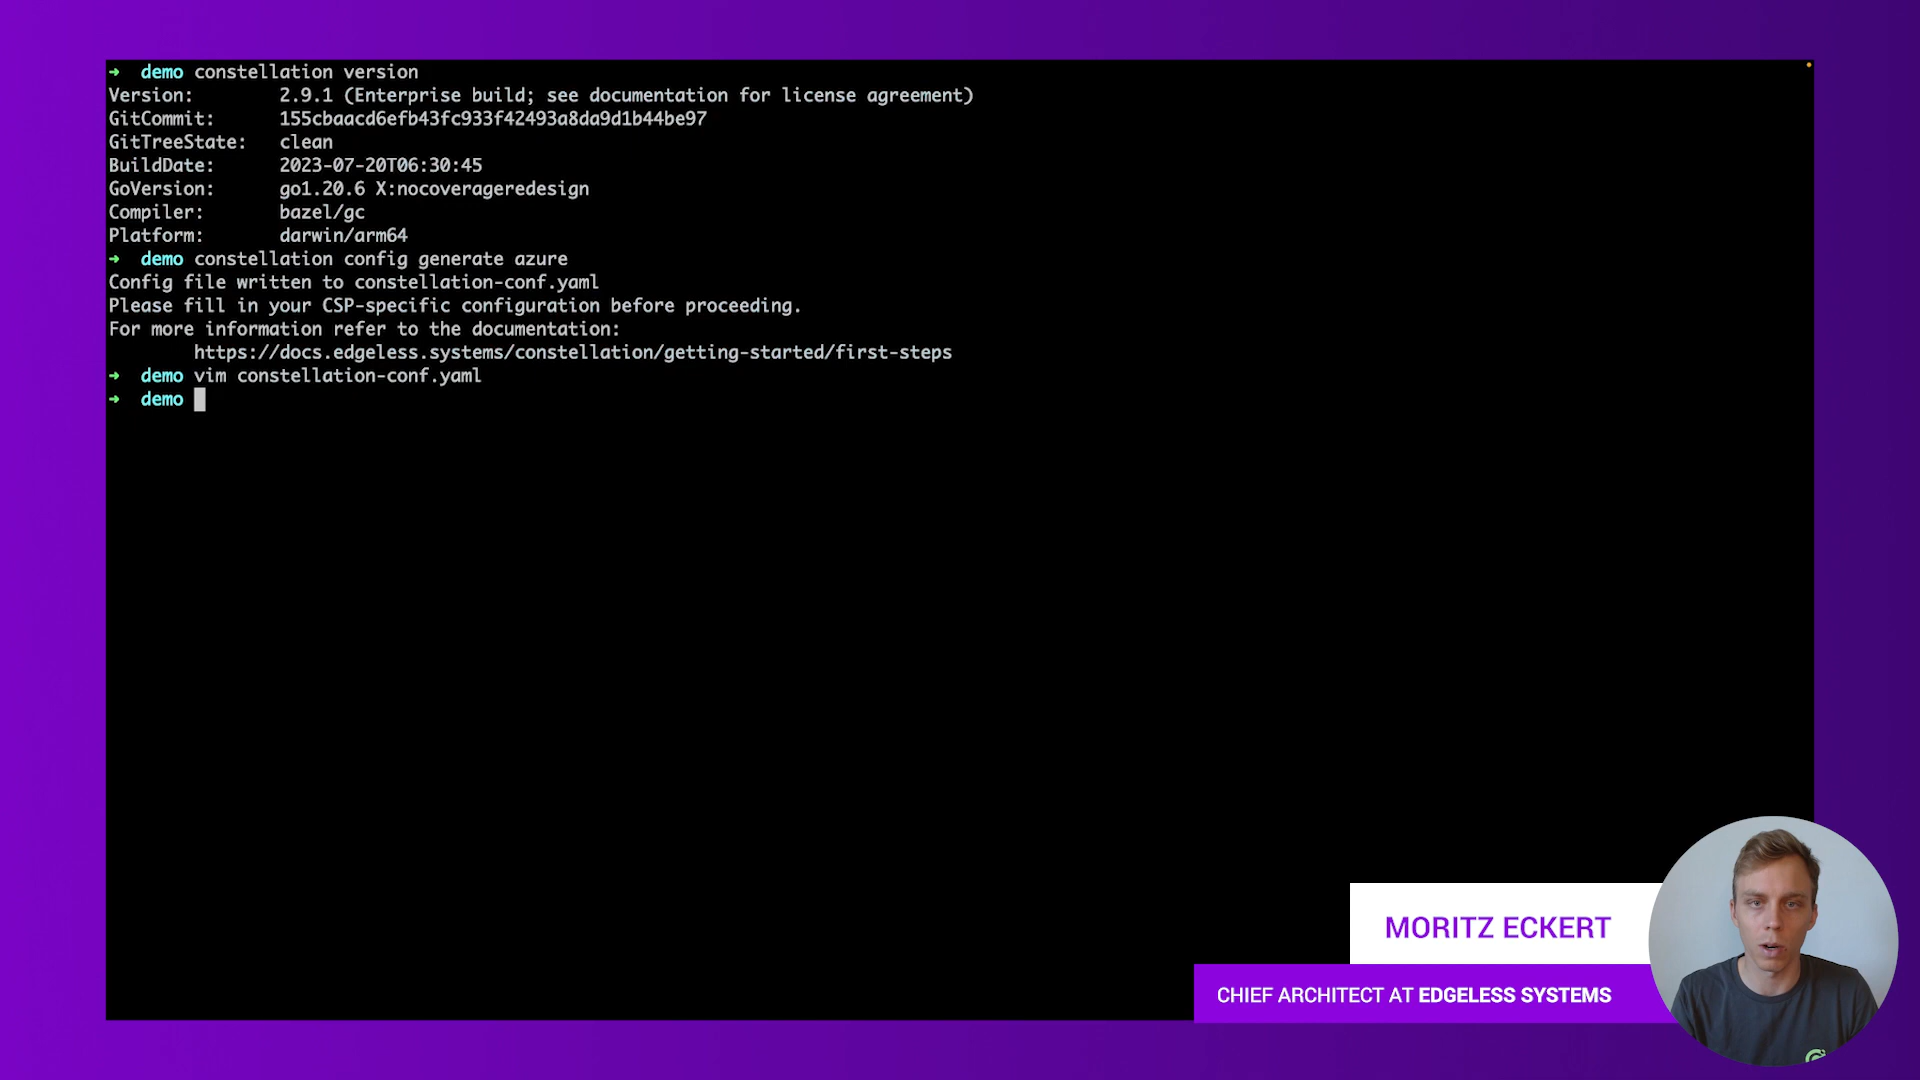 ➜  demo constellation version
Version:        2.9.1 (Enterprise build; see documentation for license agreement)
GitCommit:      155cbaacd6efb43fc933f42493a8da9d1b44be97
GitTreeState:   clean
BuildDate:      2023-07-20T06:30:45
GoVersion:      go1.20.6 X:nocoverageredesign
Compiler:       bazel/gc
Platform:       darwin/arm64
➜  demo constellation config generate azure
Config file written to constellation-conf.yaml
Please fill in your CSP-specific configuration before proceeding.
For more information refer to the documentation:
        https://docs.edgeless.systems/constellation/getting-started/first-steps
➜  demo vim constellation-conf.yaml
➜  demo
MORITZ ECKERT
CHIEF ARCHITECT AT EDGELESS SYSTEMS